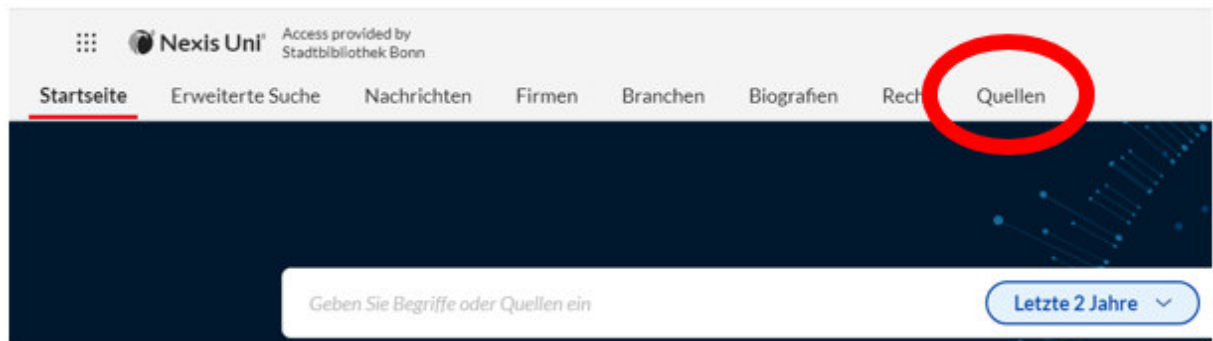 Nexis Uni® Access provided by
Stadtbibliothek Bonn
Startseite Erweiterte Suche Nachrichten Firmen Branchen Biografien Rech Quellen
Geben Sie Begriffe oder Quellen ein Letzte 2 Jahre